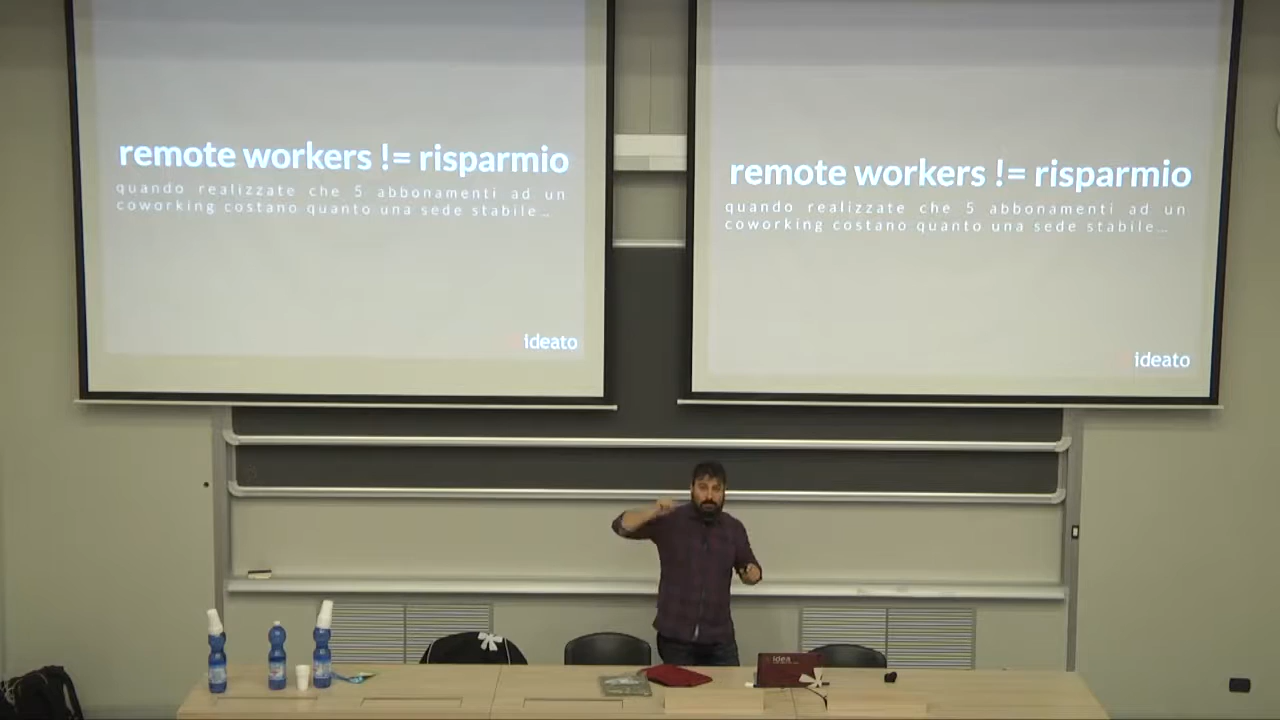 remote workers != risparmio
quando realizzate che 5 abbonamenti ad un
coworking costano quanto una sede stabile...
ideato
remote workers != risparmio
quando realizzate che 5 abbonamenti ad un
coworking costano quanto una sede stabile...
ideato
idea